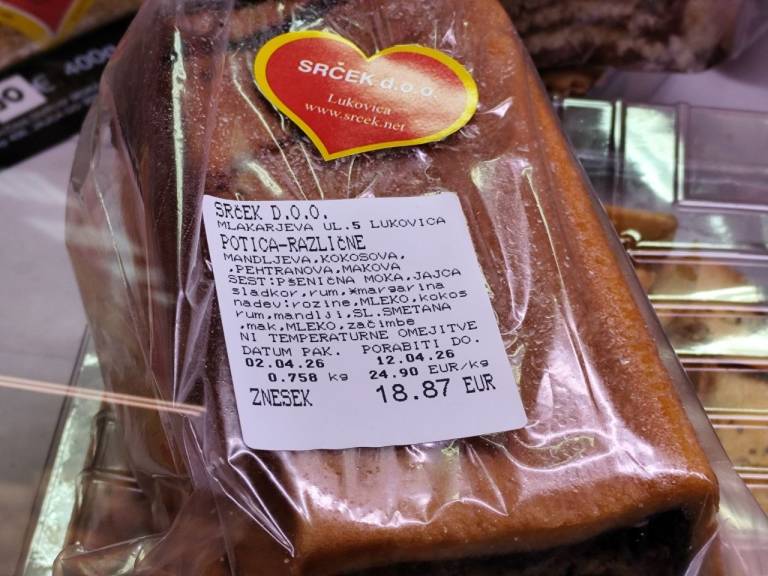 400g
SRČEK d.o.o.
Lukovica
www.srcek.net
SRčEK D.O.O.
MLAKARJEVA UL.5 LUKOVICA
POTICA-RAZLIčNE
MANDLJEVA,KOKOSOVA,
,PEHTRANOVA,MAKOVA
SEST:PšENIčNA MOKA,JAJCA
sladkor,rum,*margarina
nadev:rozine,MLEKO,kokos
rum,mandlji,SL.SMETANA
,mak,MLEKO,začimbe
NI TEMPERATURNE OMEJITVE
DATUM PAK. PORABITI DO.
02.04.26 12.04.26
0.758 kg 24.90 EUR/kg
ZNESEK 18.87 EUR